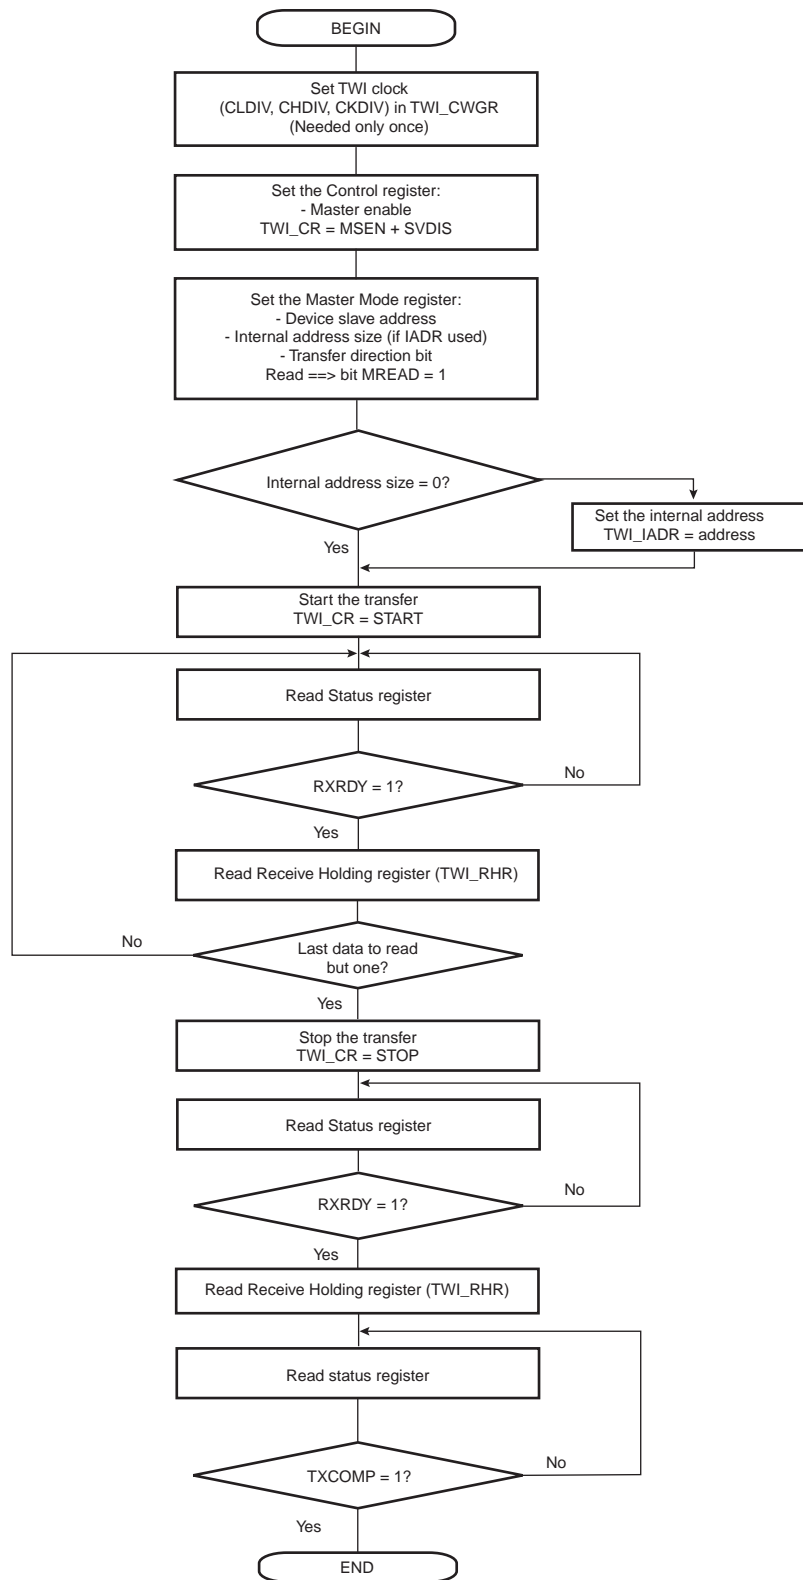 BEGIN
Set TWI clock
(CLDIV, CHDIV, CKDIV) in TWI_CWGR
(Needed only once)
Set the Control register:
- Master enable
TWI_CR = MSEN + SVDIS
Set the Master Mode register:
- Device slave address
- Internal address size (if IADR used)
- Transfer direction bit
Read ==> bit MREAD = 1
Internal address size = 0?
Set the internal address
TWI_IADR = address
Yes
Start the transfer
TWI_CR = START
Read Status register
RXRDY = 1?
No
Yes
Read Receive Holding register (TWI_RHR)
No
Last data to read
but one?
Yes
Stop the transfer
TWI_CR = STOP
Read Status register
RXRDY = 1?
No
Yes
Read Receive Holding register (TWI_RHR)
Read status register
TXCOMP = 1?
No
Yes
END